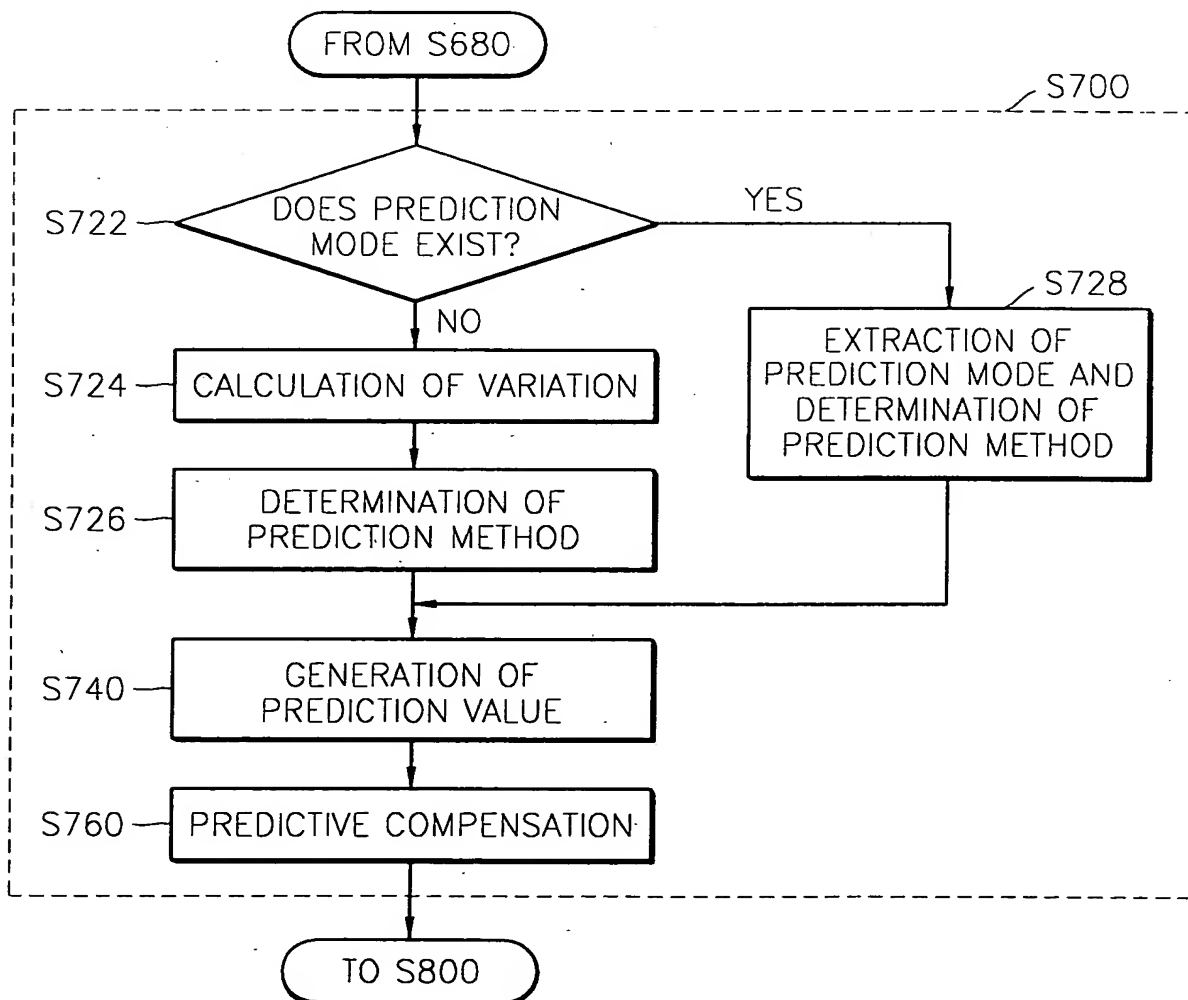 FROM S680
S700
S722
DOES PREDICTION
MODE EXIST?
YES
NO
S728
EXTRACTION OF
PREDICTION MODE AND
DETERMINATION OF
PREDICTION METHOD
S724
CALCULATION OF VARIATION
S726
DETERMINATION OF
PREDICTION METHOD
S740
GENERATION OF
PREDICTION VALUE
S760
PREDICTIVE COMPENSATION
TO S800